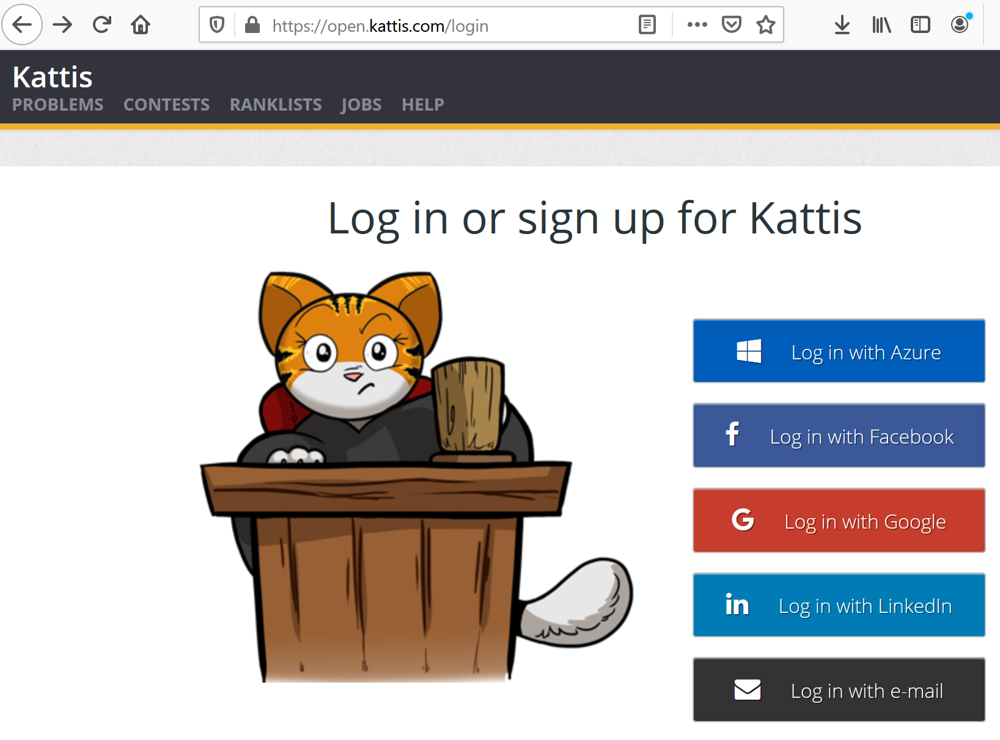 https://open.kattis.com/login
Kattis
PROBLEMS CONTESTS RANKLISTS JOBS HELP
Log in or sign up for Kattis
Log in with Azure
f Log in with Facebook
G Log in with Google
in Log in with LinkedIn
Log in with e-mail